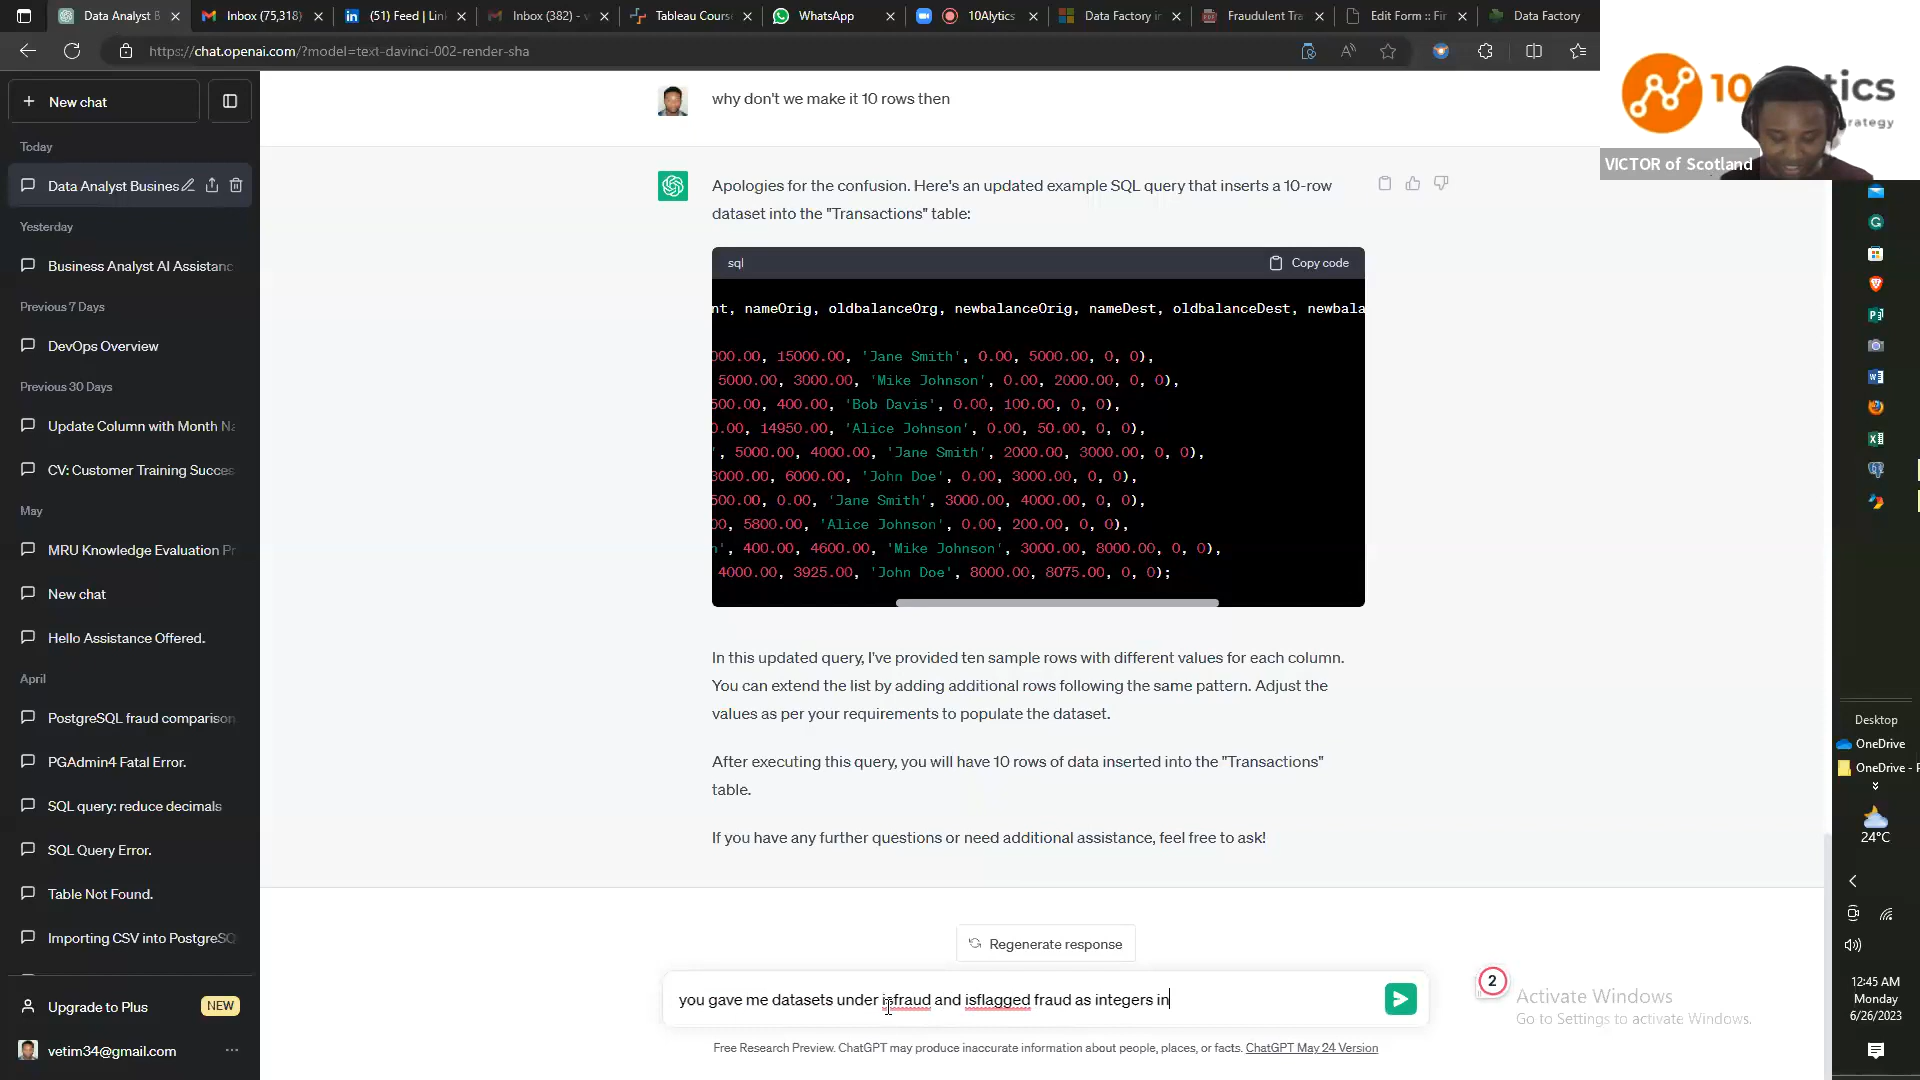 Data Analyst B
Inbox (75,318)
(51) Feed | Lin
Inbox (382) - v
Tableau Cours
WhatsApp
10Alytics
Data Factory i
Fraudulent Tra
Edit Form :: Fi
Data Factory
https://chat.openai.com/?model=text-davinci-002-render-sha
VICTOR of Scotland
New chat
Today
Data Analyst Busines
Yesterday
Business Analyst AI Assistanc
Previous 7 Days
DevOps Overview
Previous 30 Days
Update Column with Month Na
CV: Customer Training Succes
May
MRU Knowledge Evaluation Pr
New chat
Hello Assistance Offered.
April
PostgreSQL fraud comparison
PGAdmin4 Fatal Error.
SQL query: reduce decimals
SQL Query Error.
Table Not Found.
Importing CSV into PostgreSQ
Upgrade to Plus NEW
vetim34@gmail.com
why don't we make it 10 rows then
Apologies for the confusion. Here's an updated example SQL query that inserts a 10-row
dataset into the "Transactions" table:
sql Copy code
nt, nameOrig, oldbalanceOrg, newbalanceOrig, nameDest, oldbalanceDest, newbala
000.00, 15000.00, 'Jane Smith', 0.00, 5000.00, 0, 0),
5000.00, 3000.00, 'Mike Johnson', 0.00, 2000.00, 0, 0),
500.00, 400.00, 'Bob Davis', 0.00, 100.00, 0, 0),
0.00, 14950.00, 'Alice Johnson', 0.00, 50.00, 0, 0),
', 5000.00, 4000.00, 'Jane Smith', 2000.00, 3000.00, 0, 0),
3000.00, 6000.00, 'John Doe', 0.00, 3000.00, 0, 0),
500.00, 0.00, 'Jane Smith', 3000.00, 4000.00, 0, 0),
00, 5800.00, 'Alice Johnson', 0.00, 200.00, 0, 0),
n', 400.00, 4600.00, 'Mike Johnson', 3000.00, 8000.00, 0, 0),
4000.00, 3925.00, 'John Doe', 8000.00, 8075.00, 0, 0);
In this updated query, I've provided ten sample rows with different values for each column.
You can extend the list by adding additional rows following the same pattern. Adjust the
values as per your requirements to populate the dataset.
After executing this query, you will have 10 rows of data inserted into the "Transactions"
table.
If you have any further questions or need additional assistance, feel free to ask!
Regenerate response
you gave me datasets under isfraud and isflagged fraud as integers in
Free Research Preview. ChatGPT may produce inaccurate information about people, places, or facts. ChatGPT May 24 Version
2
Activate Windows
Go to Settings to activate Windows.
Desktop
OneDrive
OneDrive - P
24°C
12:45 AM
Monday
6/26/2023